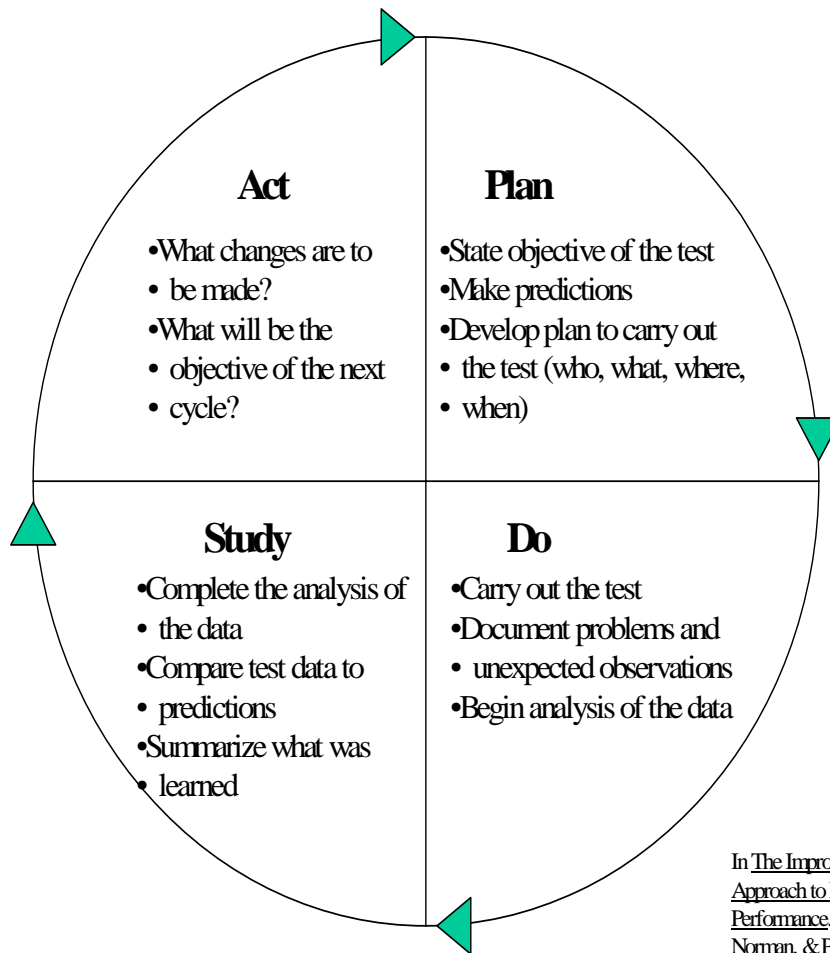 Act
•What changes are to
• be made?
•What will be the
• objective of the next
• cycle?
Plan
•State objective of the test
•Make predictions
•Develop plan to carry out
• the test (who, what, where,
• when)
Study
•Complete the analysis of
• the data
•Compare test data to
• predictions
•Summarize what was
• learned
Do
•Carry out the test
•Document problems and
• unexpected observations
•Begin analysis of the data
In The
Approach to
Performance,
Norman, &